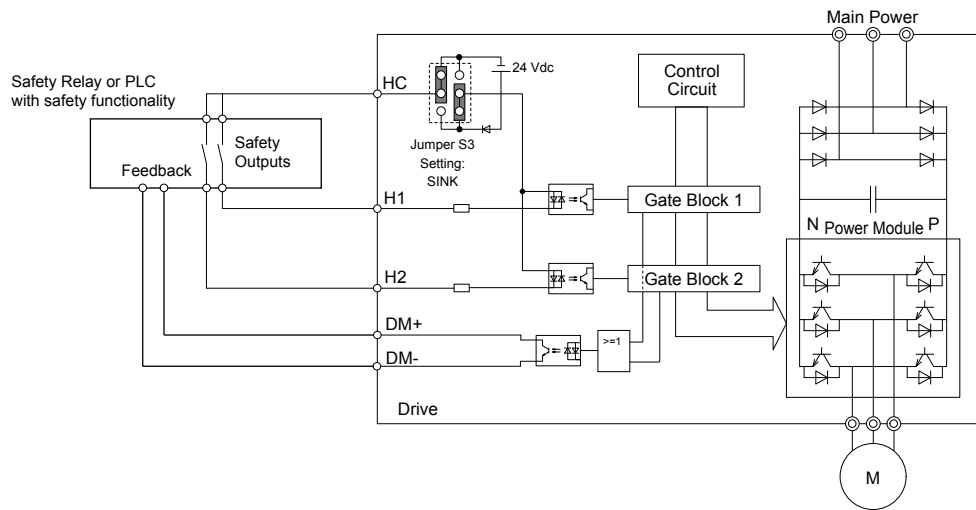 Main Power
Safety Relay or PLC
with safety functionality
HC
24 Vdc
Control
Circuit
Safety
Outputs
Feedback
Jumper S3
Setting:
SINK
H1
Gate Block 1
N
P
Power Module
H2
Gate Block 2
DM+
>=1
DM-
Drive
M